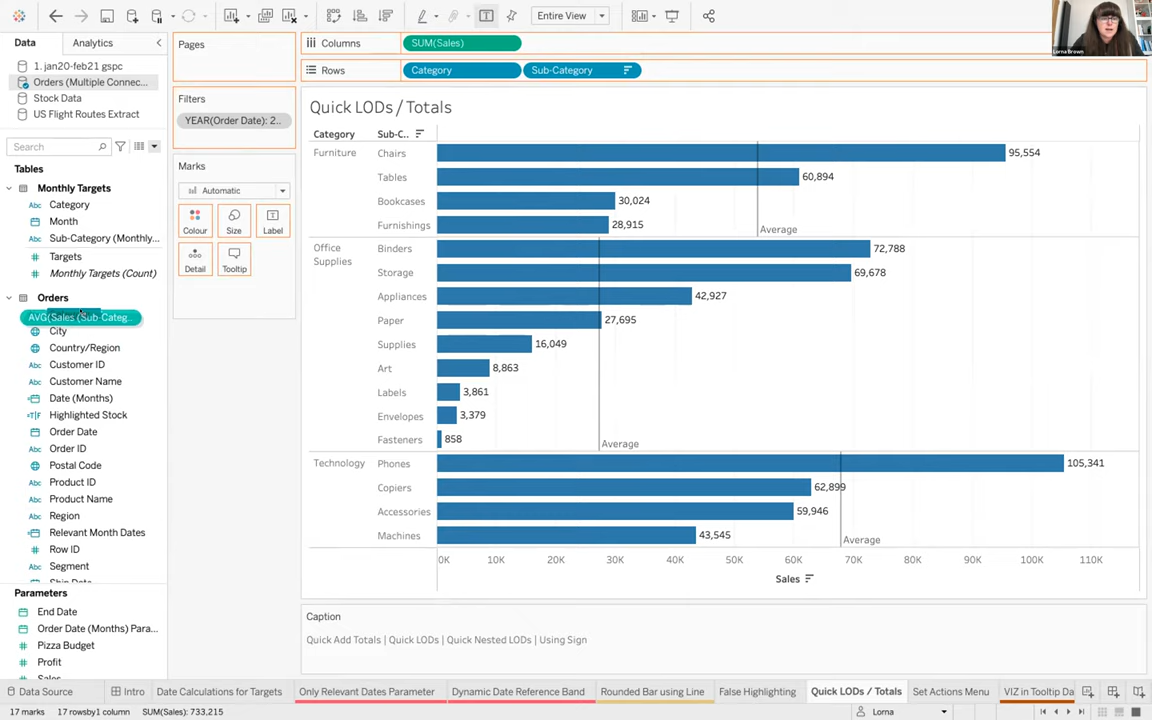 Entire View
Lorna Brown
Data Analytics
1. jan20-feb21 gspc
Orders (Multiple Connec...
Stock Data
US Flight Routes Extract
Search
Tables
Monthly Targets
Category
Month
Sub-Category (Monthly...
Targets
Monthly Targets (Count)
Orders
AVG(Sales (Sub-Categ..
City
Country/Region
Customer ID
Customer Name
Date (Months)
Highlighted Stock
Order Date
Order ID
Postal Code
Product ID
Product Name
Region
Relevant Month Dates
Row ID
Segment
Ship Date
Parameters
End Date
Order Date (Months) Para...
Pizza Budget
Profit
Sales
Pages
Filters
YEAR(Order Date): 2..
Marks
Automatic
Colour Size Label
Detail Tooltip
Columns SUM(Sales)
Rows Category Sub-Category
Quick LODs / Totals
Category Sub-C..
Furniture Chairs 95,554
Tables 60,894
Bookcases 30,024
Furnishings 28,915
Average
Office Supplies Binders 72,788
Storage 69,678
Appliances 42,927
Paper 27,695
Supplies 16,049
Art 8,863
Labels 3,861
Envelopes 3,379
Fasteners 858
Average
Technology Phones 105,341
Copiers 62,899
Accessories 59,946
Machines 43,545
Average
0K 10K 20K 30K 40K 50K 60K 70K 80K 90K 100K 110K
Sales
Caption
Quick Add Totals | Quick LODs | Quick Nested LODs | Using Sign
Data Source Intro Date Calculations for Targets Only Relevant Dates Parameter Dynamic Date Reference Band Rounded Bar using Line False Highlighting Quick LODs / Totals Set Actions Menu VIZ in Tooltip Da
17 marks 17 rows by 1 column SUM(Sales): 733,215 Lorna